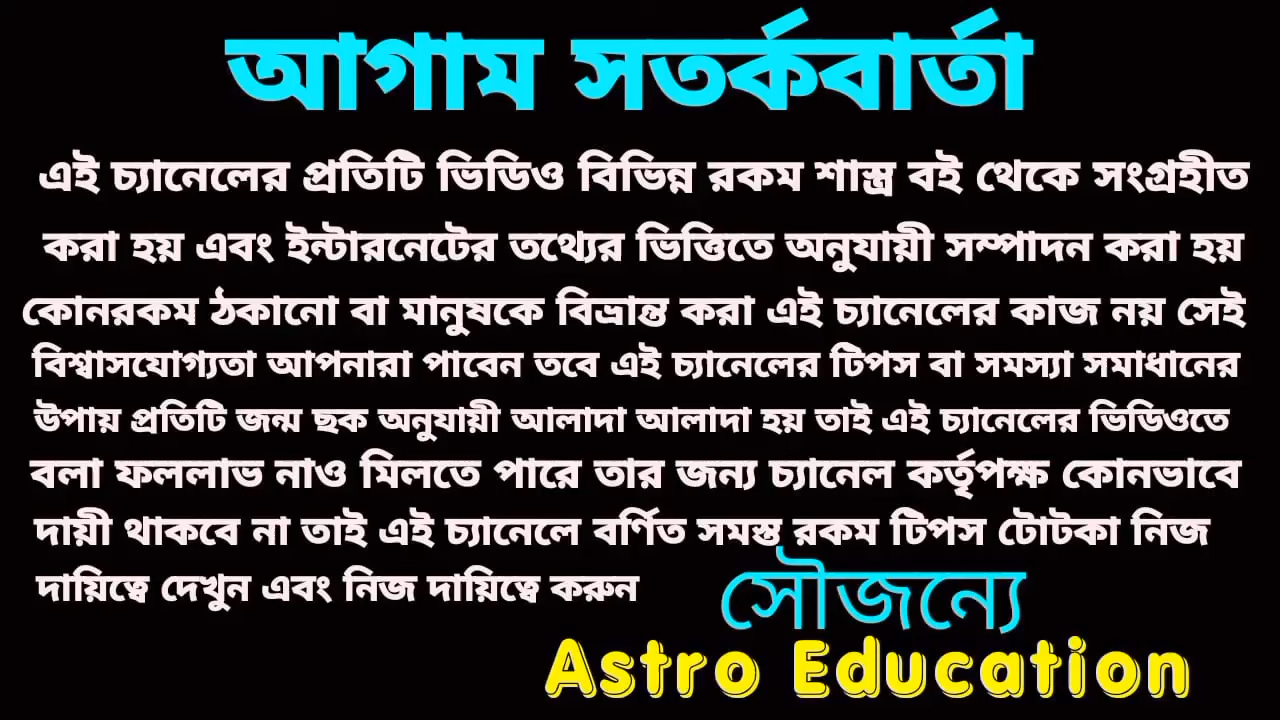 আগাম সতর্কবার্তা
এই চ্যানেলের প্রতিটি ভিডিও বিভিন্ন রকম শাস্ত্র বই থেকে সংগ্রহীত
করা হয় এবং ইন্টারনেটের তথ্যের ভিত্তিতে অনুযায়ী সম্পাদন করা হয়
কোনরকম ঠকানো বা মানুষকে বিভ্রান্ত করা এই চ্যানেলের কাজ নয় সেই
বিশ্বাসযোগ্যতা আপনারা পাবেন তবে এই চ্যানেলের টিপস বা সমস্যা সমাধানের
উপায় প্রতিটি জন্ম ছক অনুযায়ী আলাদা আলাদা হয় তাই এই চ্যানেলের ভিডিওতে
বলা ফললাভ নাও মিলতে পারে তার জন্য চ্যানেল কর্তৃপক্ষ কোনভাবে
দায়ী থাকবে না তাই এই চ্যানেলে বর্ণিত সমস্ত রকম টিপস টোটকা নিজ
দায়িত্বে দেখুন এবং নিজ দায়িত্বে করুন
সৌজন্যে
Astro Education